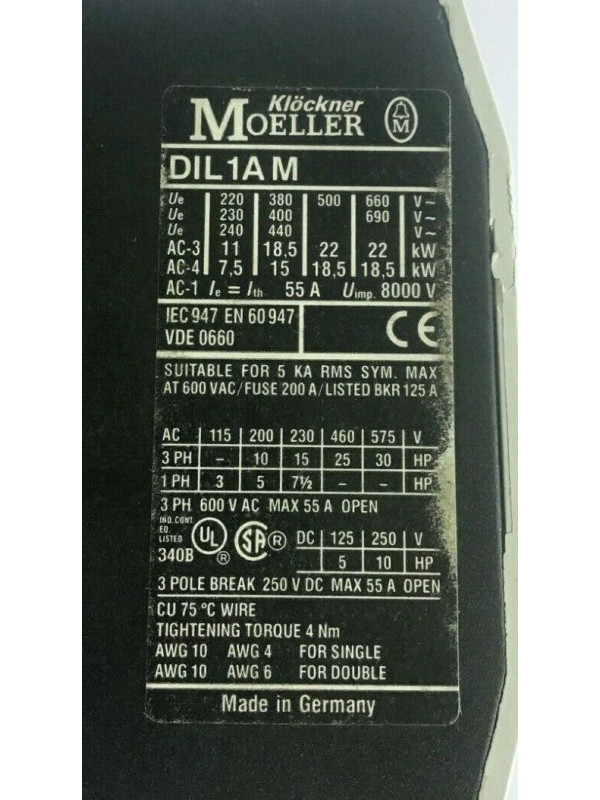 Klöckner
MOELLER M
DIL1AM
Ue | 220 | 380 | 500 | 660 | V~
Ue | 230 | 400 | | 690 | V~
Ue | 240 | 440 | | | V~
AC-3 | 11 | 18,5 | 22 | 22 | kW
AC-4 | 7,5 | 15 | 18,5 | 18,5 | kW
AC-1 Ie = Ith 55 A Uimp. 8000 V
IEC 947 EN 60 947
VDE 0660
CE
SUITABLE FOR 5 KA RMS SYM. MAX
AT 600 VAC/FUSE 200 A/LISTED BKR 125 A
AC | 115 | 200 | 230 | 460 | 575 | V
3 PH | – | 10 | 15 | 25 | 30 | HP
1 PH | 3 | 5 | 7½ | – | – | HP
3 PH 600 V AC MAX 55 A OPEN
IND. CONT.
EQ.
LISTED
340B
UL ®
SA ®
DC | 125 | 250 | V
5 | 10 | HP
3 POLE BREAK 250 V DC MAX 55 A OPEN
CU 75 °C WIRE
TIGHTENING TORQUE 4 Nm
AWG 10 AWG 4 FOR SINGLE
AWG 10 AWG 6 FOR DOUBLE
Made in Germany